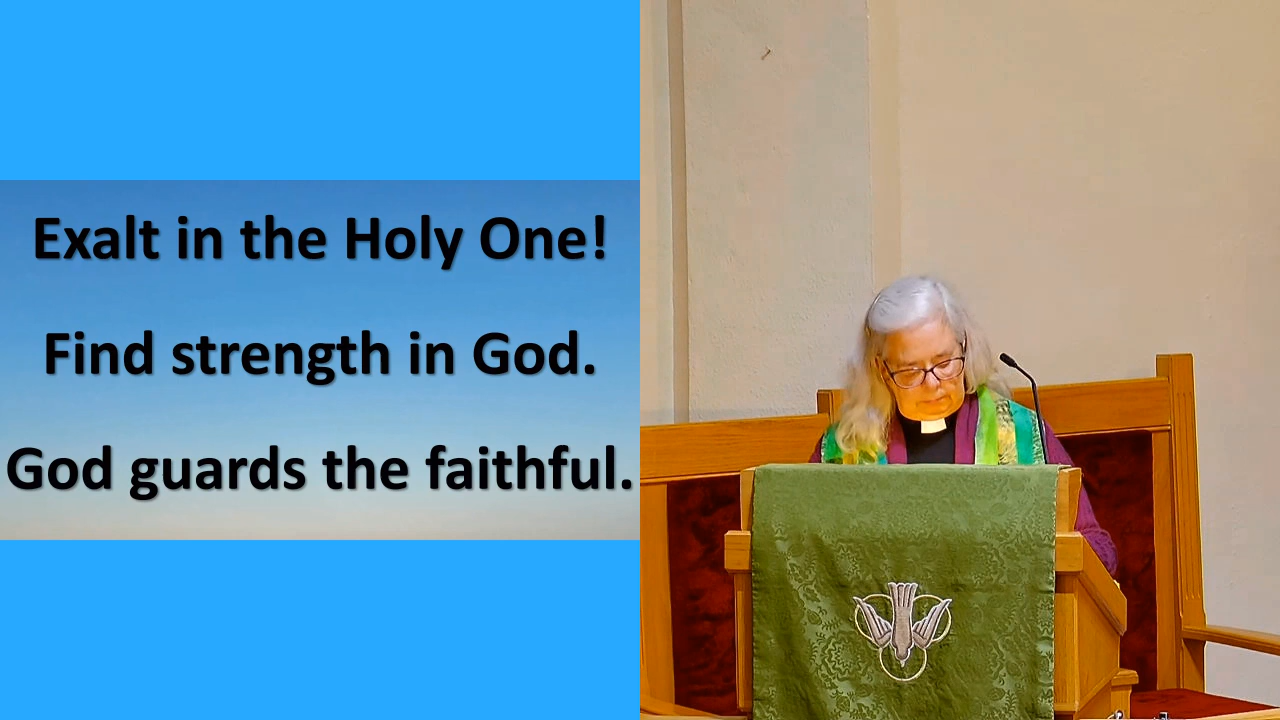 Exalt in the Holy One!
Find strength in God.
God guards the faithful.